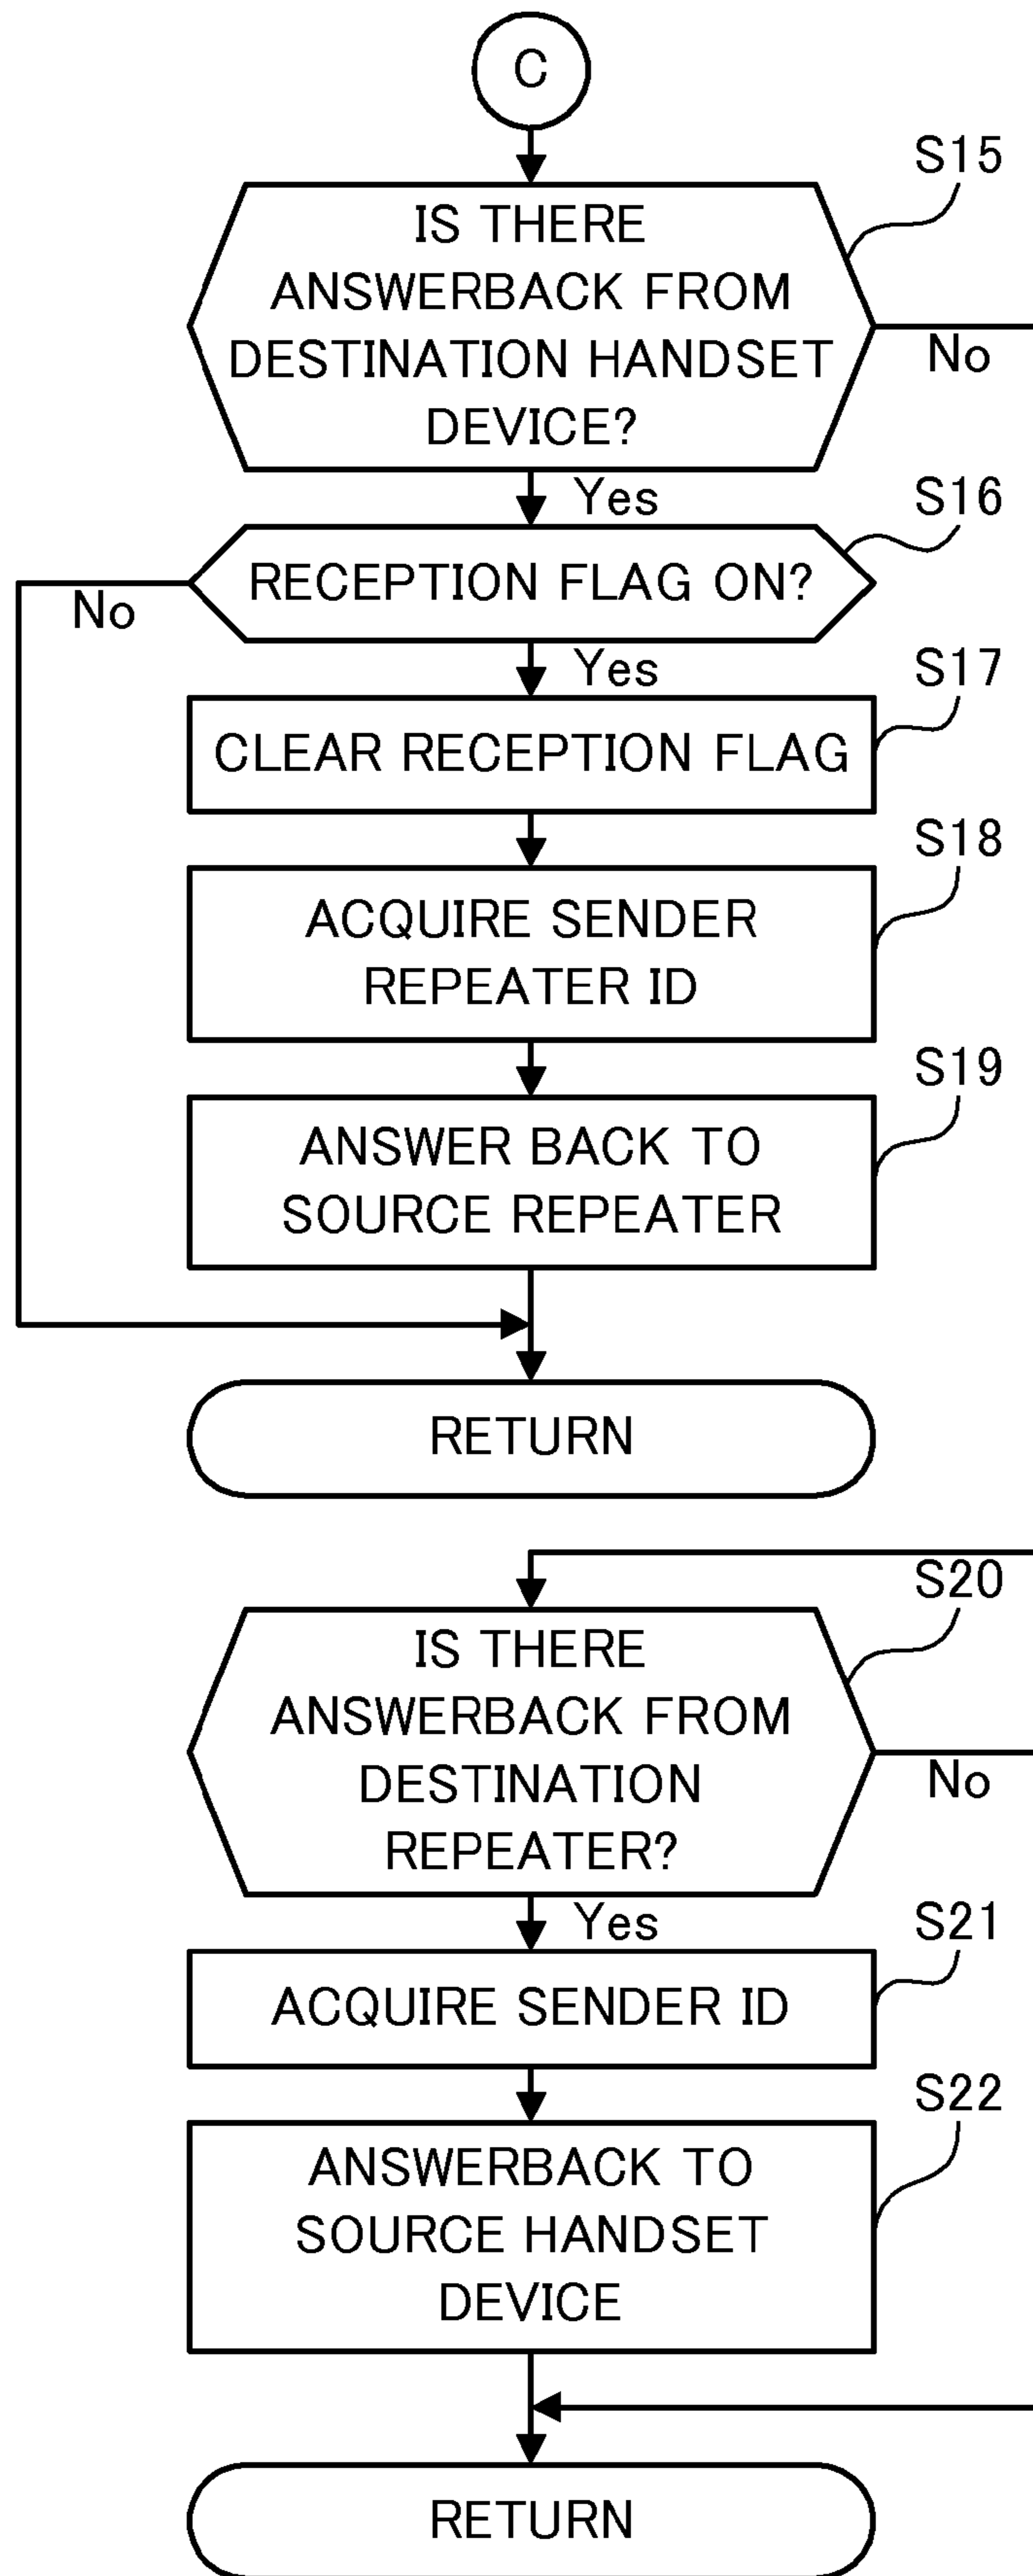 C
S15
IS THERE
ANSWERBACK FROM
DESTINATION HANDSET
DEVICE?
No
Yes
S16
RECEPTION FLAG ON?
No
Yes
S17
CLEAR RECEPTION FLAG
S18
ACQUIRE SENDER
REPEATER ID
S19
ANSWER BACK TO
SOURCE REPEATER
RETURN
S20
IS THERE
ANSWERBACK FROM
DESTINATION
REPEATER?
No
Yes
S21
ACQUIRE SENDER ID
S22
ANSWERBACK TO
SOURCE HANDSET
DEVICE
RETURN